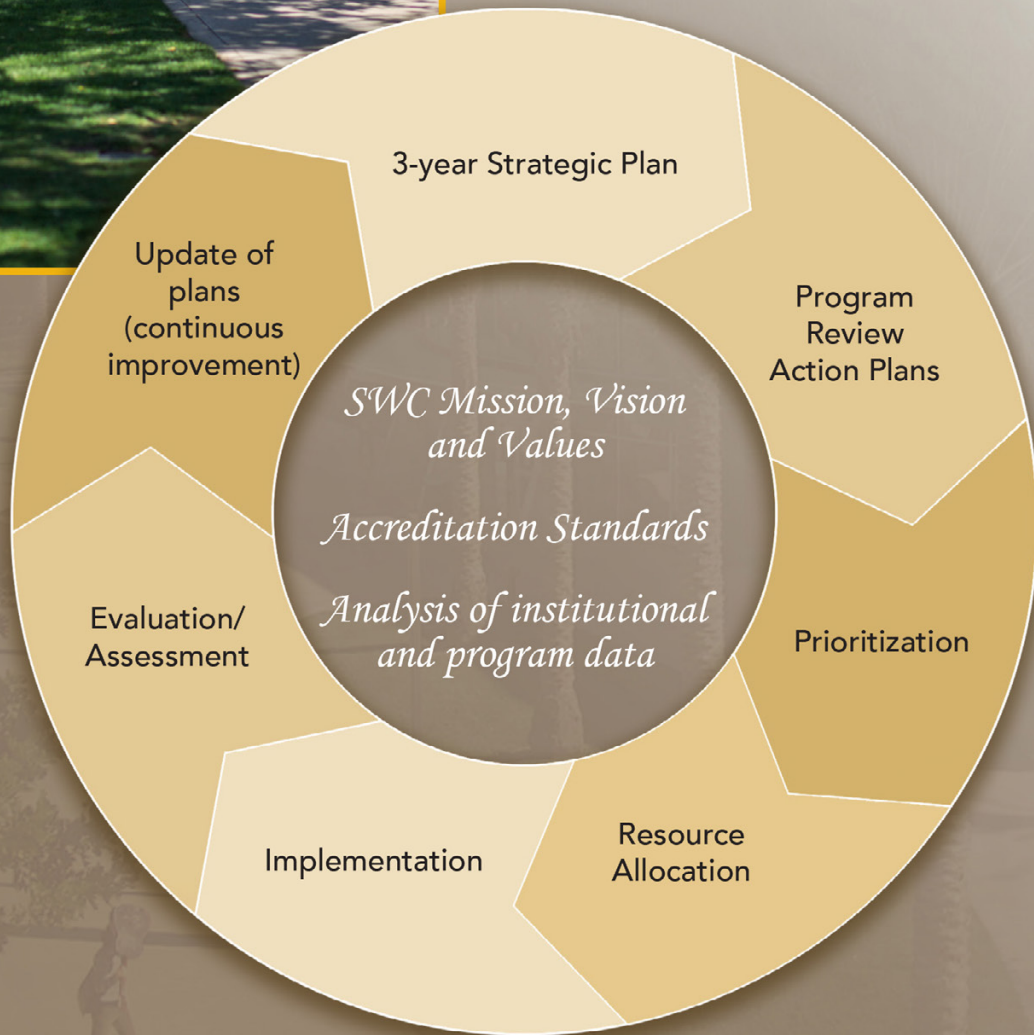 3-year Strategic Plan
Program
Review
Action Plans
Prioritization
Resource
Allocation
Implementation
Evaluation/
Assessment
Update of
plans
(continuous
improvement)
SWC Mission, Vision
and Values
Accreditation Standards
Analysis of institutional
and program data